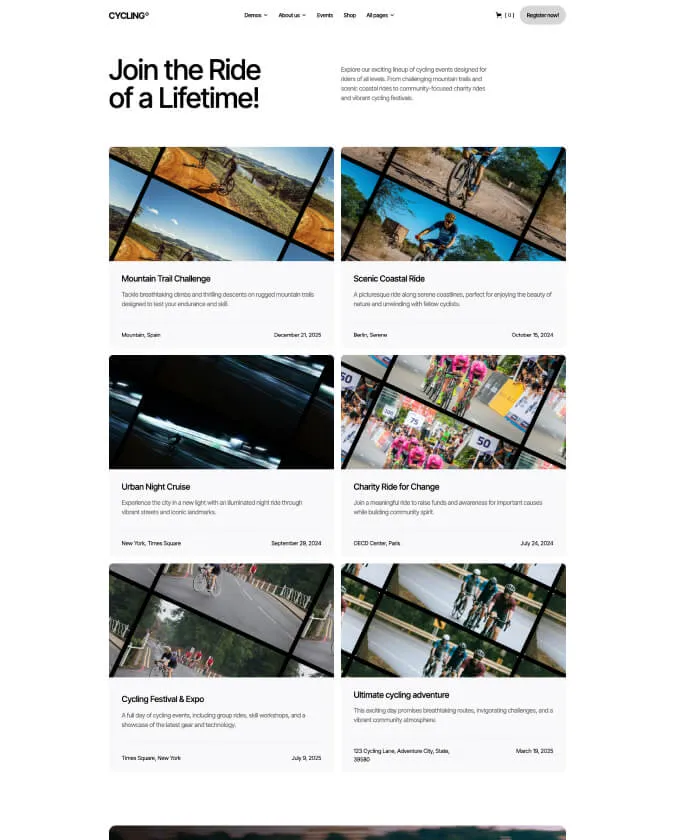 CYCLING°
Demos About us Events Shop All pages [ 0 ] Register now!
Join the Ride
of a Lifetime!
Explore our exciting lineup of cycling events designed for
riders of all levels. From challenging mountain trails and
scenic coastal rides to community-focused charity rides
and vibrant cycling festivals.
Mountain Trail Challenge
Tackle breathtaking climbs and thrilling descents on rugged mountain trails
designed to test your endurance and skill.
Mountain, Spain December 21, 2025
Scenic Coastal Ride
A picturesque ride along serene coastlines, perfect for enjoying the beauty of
nature and unwinding with fellow cyclists.
Berlin, Serene October 15, 2024
Urban Night Cruise
Experience the city in a new light with an illuminated night ride through
vibrant streets and iconic landmarks.
New York, Times Square September 29, 2024
50
100
75
50
Charity Ride for Change
Join a meaningful ride to raise funds and awareness for important causes
while building community spirit.
OECD Center, Paris July 24, 2024
Cycling Festival & Expo
A full day of cycling events, including group rides, skill workshops, and a
showcase of the latest gear and technology.
Times Square, New York July 9, 2025
Ultimate cycling adventure
This exciting day promises breathtaking routes, invigorating challenges, and a
vibrant community atmosphere.
123 Cycling Lane, Adventure City, State, March 19, 2025
39580